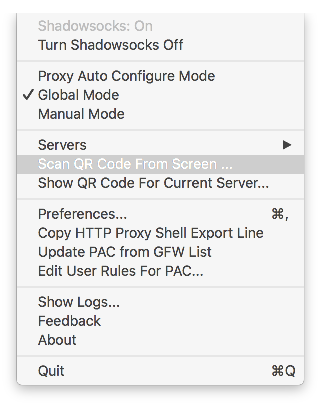 Shadowsocks: On
Turn Shadowsocks Off
Proxy Auto Configure Mode
✓ Global Mode
Manual Mode
Servers ▶
Scan QR Code From Screen ...
Show QR Code For Current Server...
Preferences... ⌘,
Copy HTTP Proxy Shell Export Line
Update PAC from GFW List
Edit User Rules For PAC...
Show Logs...
Feedback
About
Quit ⌘Q